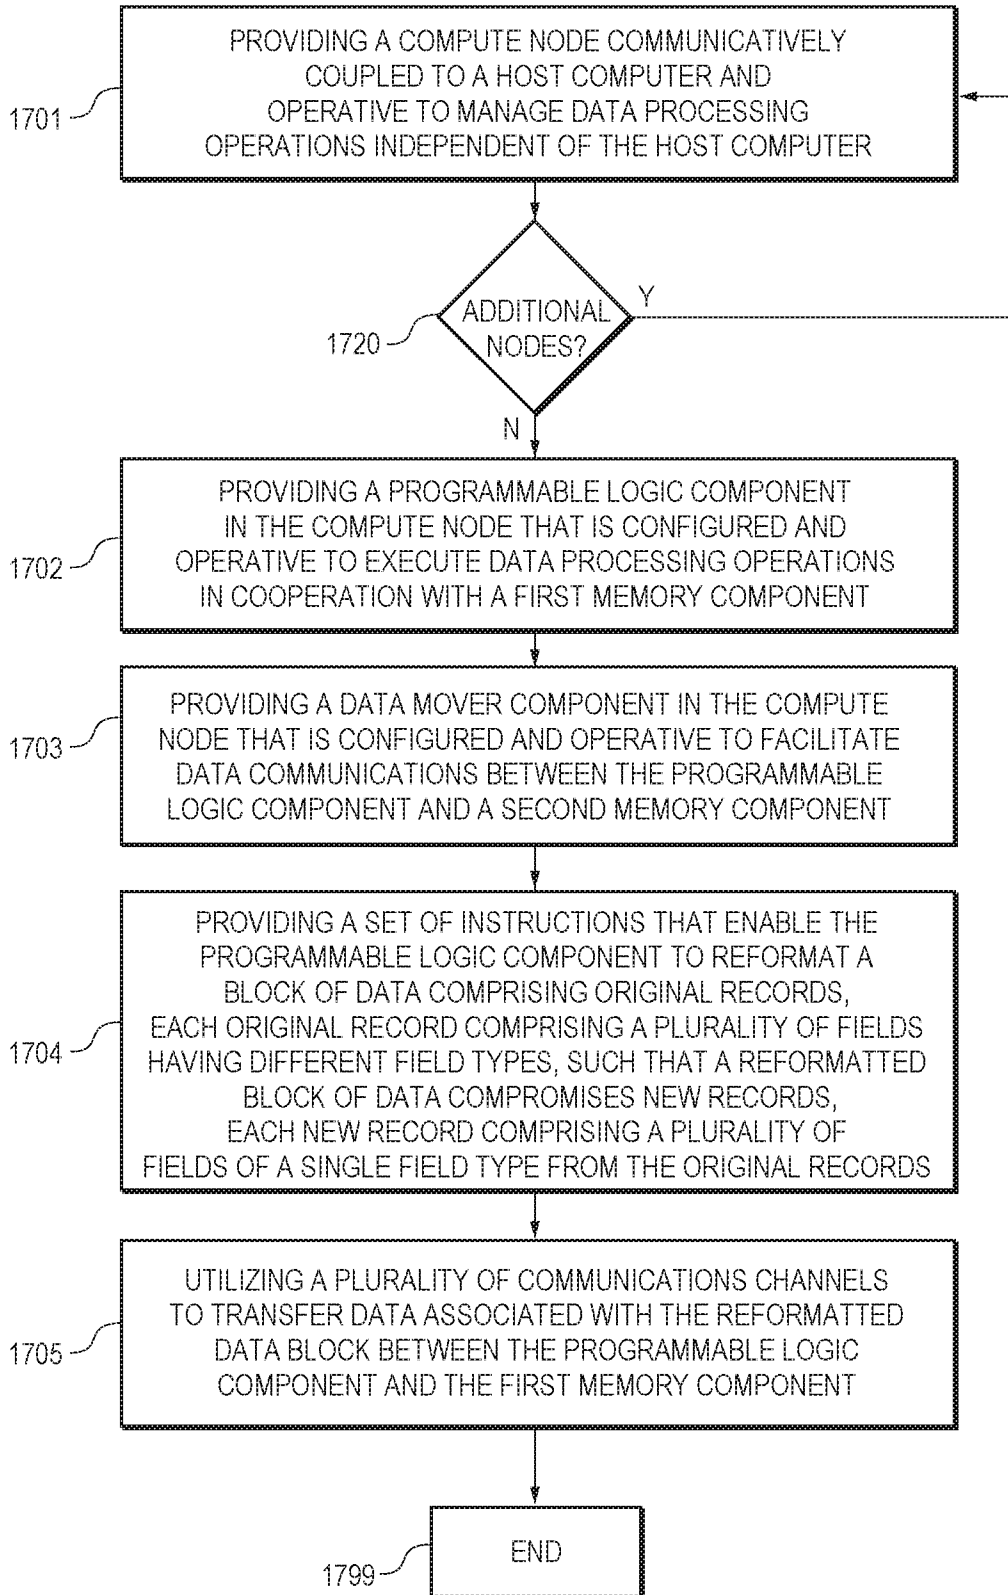 PROVIDING A COMPUTE NODE COMMUNICATIVELY
COUPLED TO A HOST COMPUTER AND
OPERATIVE TO MANAGE DATA PROCESSING
OPERATIONS INDEPENDENT OF THE HOST COMPUTER
1701
ADDITIONAL
NODES?
1720
Y
N
PROVIDING A PROGRAMMABLE LOGIC COMPONENT
IN THE COMPUTE NODE THAT IS CONFIGURED AND
OPERATIVE TO EXECUTE DATA PROCESSING OPERATIONS
IN COOPERATION WITH A FIRST MEMORY COMPONENT
1702
PROVIDING A DATA MOVER COMPONENT IN THE COMPUTE
NODE THAT IS CONFIGURED AND OPERATIVE TO FACILITATE
DATA COMMUNICATIONS BETWEEN THE PROGRAMMABLE
LOGIC COMPONENT AND A SECOND MEMORY COMPONENT
1703
PROVIDING A SET OF INSTRUCTIONS THAT ENABLE THE
PROGRAMMABLE LOGIC COMPONENT TO REFORMAT A
BLOCK OF DATA COMPRISING ORIGINAL RECORDS,
EACH ORIGINAL RECORD COMPRISING A PLURALITY OF FIELDS
HAVING DIFFERENT FIELD TYPES, SUCH THAT A REFORMATTED
BLOCK OF DATA COMPROMISES NEW RECORDS,
EACH NEW RECORD COMPRISING A PLURALITY OF
FIELDS OF A SINGLE FIELD TYPE FROM THE ORIGINAL RECORDS
1704
UTILIZING A PLURALITY OF COMMUNICATIONS CHANNELS
TO TRANSFER DATA ASSOCIATED WITH THE REFORMATTED
DATA BLOCK BETWEEN THE PROGRAMMABLE LOGIC
COMPONENT AND THE FIRST MEMORY COMPONENT
1705
END
1799